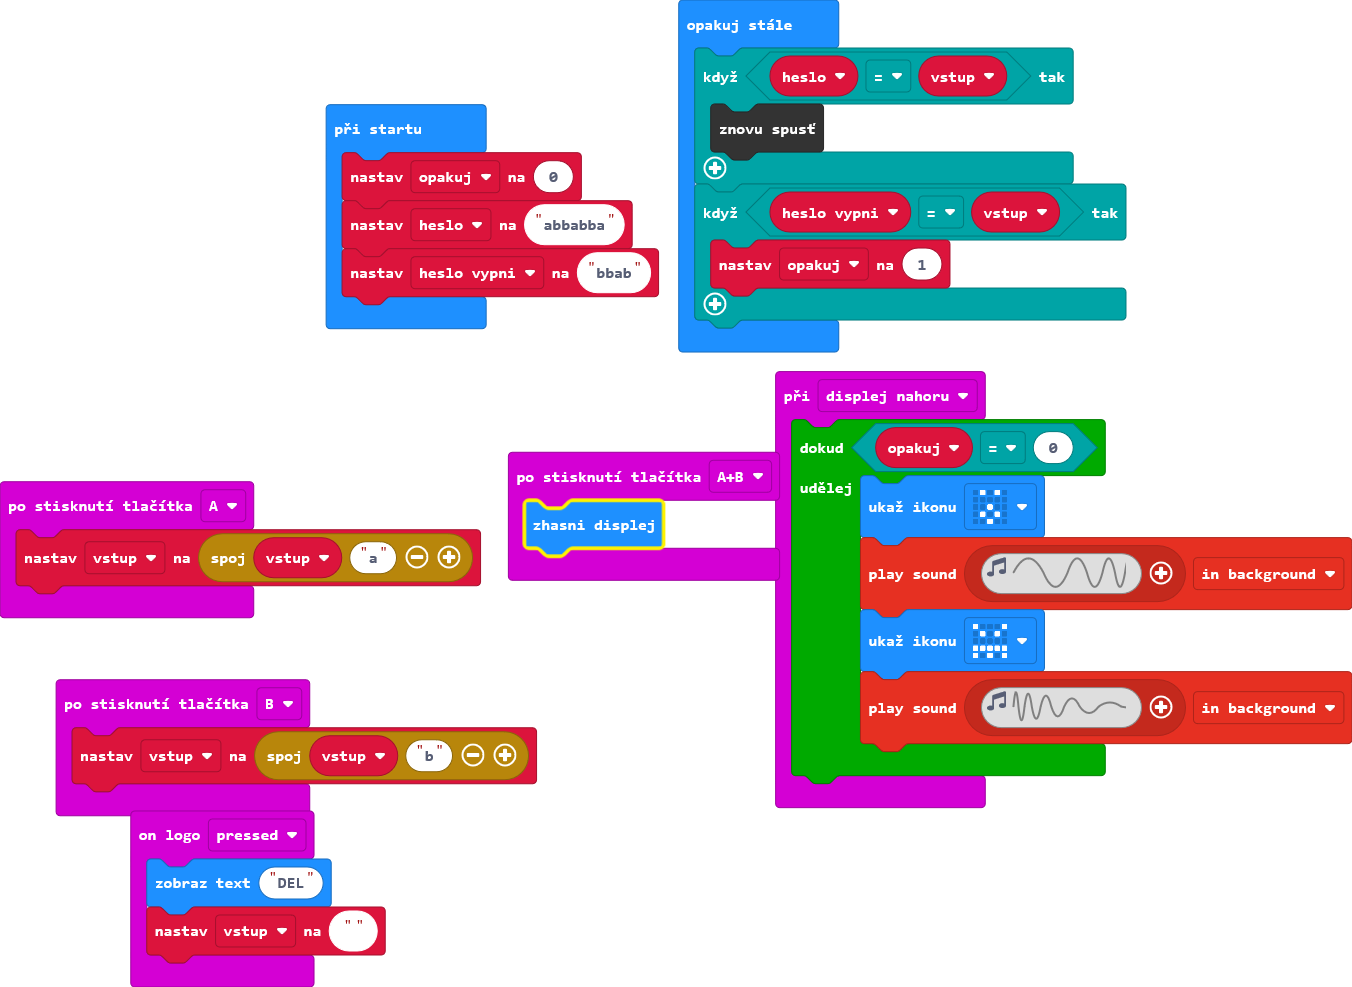 při startu
nastav opakuj na 0
nastav heslo na "abbabba"
nastav heslo vypni na "bbab"
opakuj stále
když heslo = vstup tak
znovu spusť
když heslo vypni = vstup tak
nastav opakuj na 1
při displej nahoru
dokud opakuj = 0
udělej
ukaž ikonu
play sound in background
ukaž ikonu
play sound in background
po stisknutí tlačítka A+B
zhasni displej
po stisknutí tlačítka A
nastav vstup na spoj vstup "a"
po stisknutí tlačítka B
nastav vstup na spoj vstup "b"
on logo pressed
zobraz text "DEL"
nastav vstup na " "